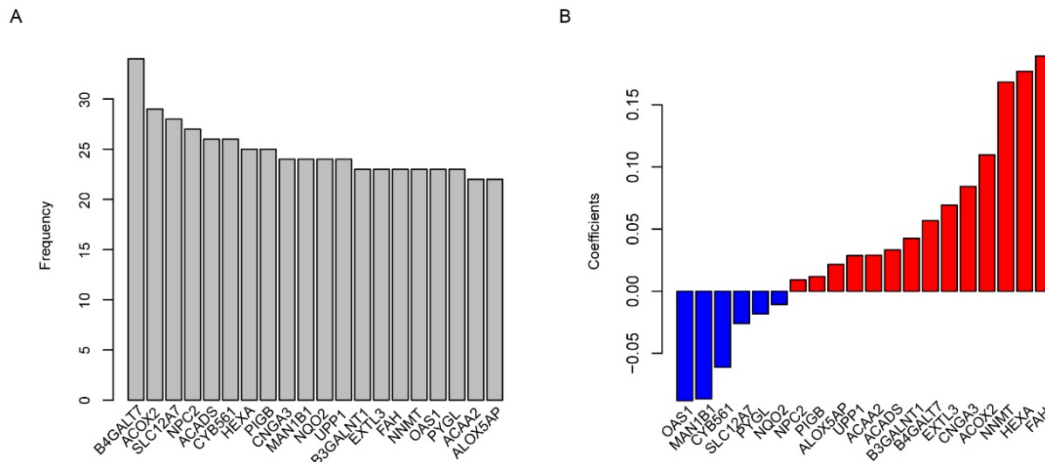 A
Frequency
30
25
20
15
10
5
0
B4GALT7
ACOX2
SLC12A7
NPC2
ACADS
CYB561
HEXA
PIGB
CNGA3
MAN1B1
NQO2
UPP1
B3GALNT1
EXTL3
FAH
NNMT
OAS1
PYGL
ACAA2
ALOX5AP
B
Coefficients
0.15
0.10
0.05
0.00
−0.05
OAS1
MAN1B1
CYB561
SLC12A7
PYGL
NQO2
NPC2
PIGB
ALOX5AP
UPP1
ACAA2
ACADS
B3GALNT1
B4GALT7
EXTL3
CNGA3
ACOX2
NNMT
HEXA
FAH